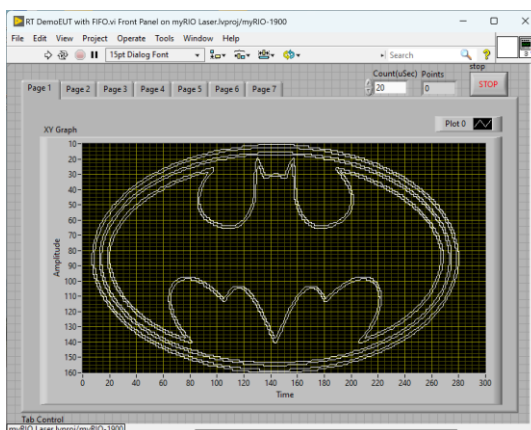 RT DemoEUT with FIFO.vi Front Panel on myRIO Laser.lvproj/myRIO-1900
File Edit View Project Operate Tools Window Help
15pt Dialog Font Search
stop
Count(uSec) Points
20 0 STOP
Page 1 Page 2 Page 3 Page 4 Page 5 Page 6 Page 7
Plot 0
XY Graph
10
20
30
40
50
60
70
80
90
100
110
120
130
140
150
160
Amplitude
0 20 40 60 80 100 120 140 160 180 200 220 240 260 280 300
Time
Tab Control
myRIO Laser.lvproj/myRIO-1900